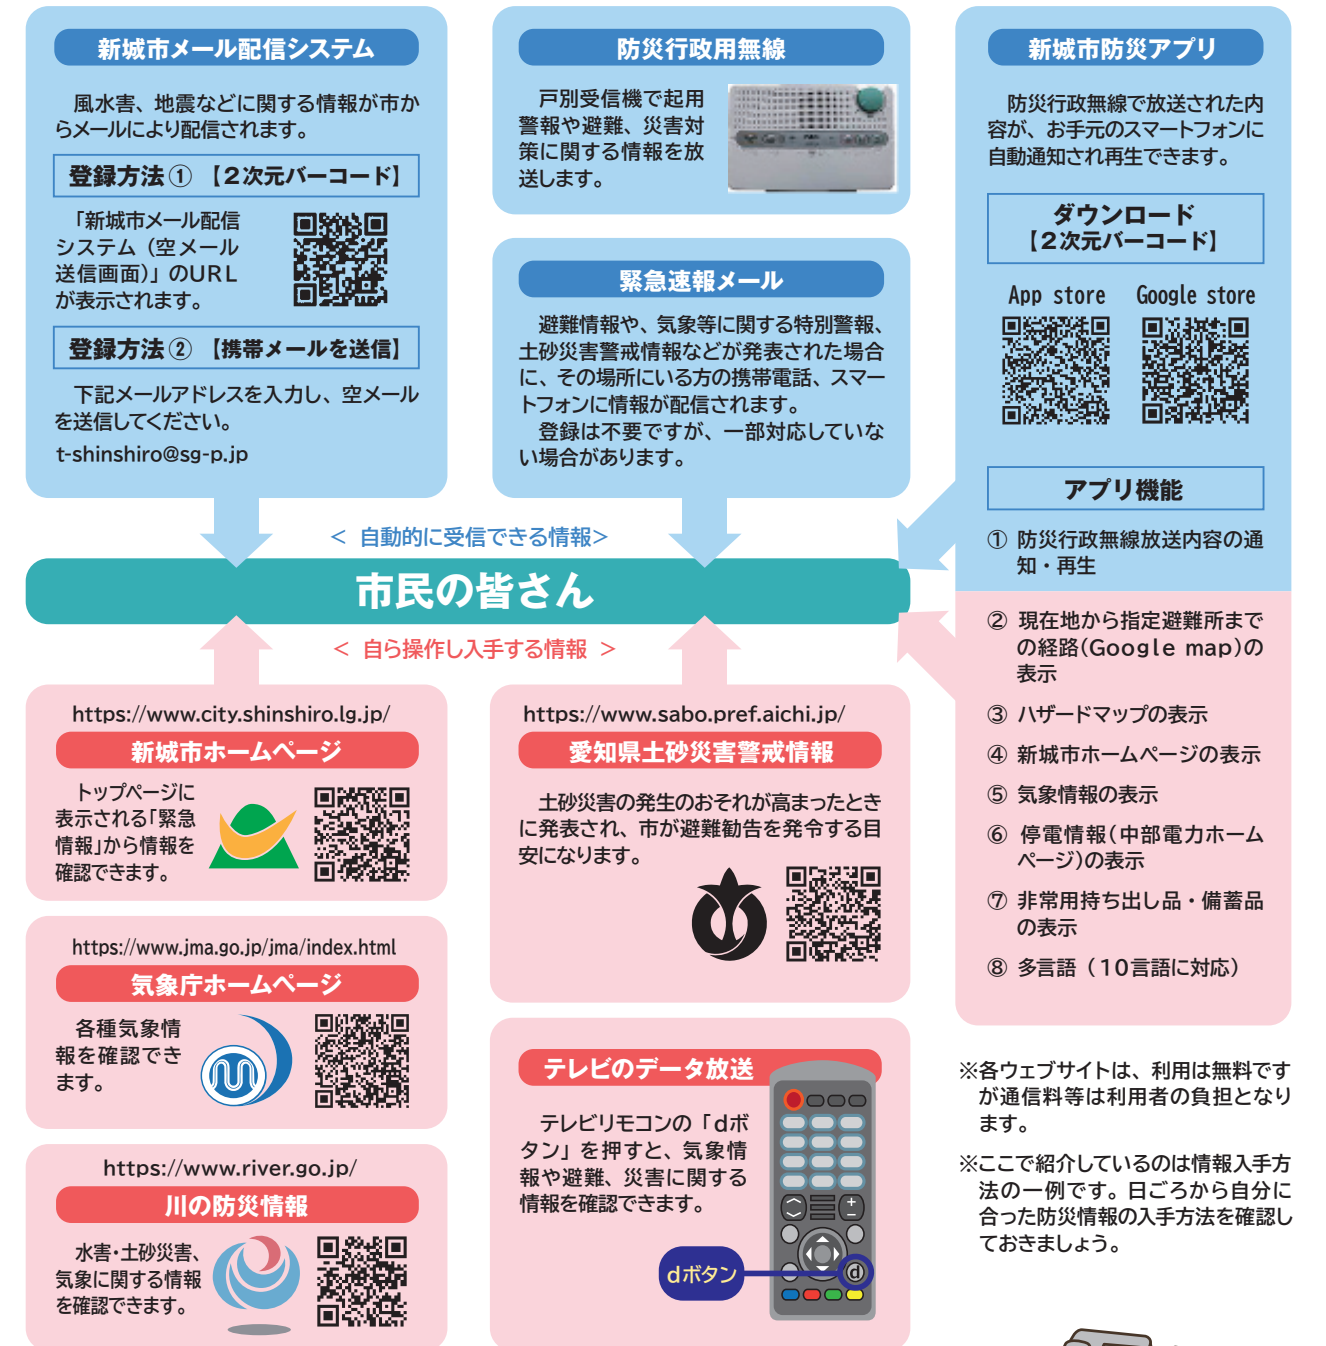 新城市メール配信システム
風水害、地震などに関する情報が市か
らメールにより配信されます。
登録方法① 【2次元バーコード】
「新城市メール配信
システム（空メール
送信画面）」のURL
が表示されます。
登録方法② 【携帯メールを送信】
下記メールアドレスを入力し、空メール
を送信してください。
t-shinshiro@sg-p.jp
防災行政用無線
戸別受信機で起用
警報や避難、災害対
策に関する情報を放
送します。
緊急速報メール
避難情報や、気象等に関する特別警報、
土砂災害警戒情報などが発表された場合
に、その場所にいる方の携帯電話、スマー
トフォンに情報が配信されます。
登録は不要ですが、一部対応していな
い場合があります。
新城市防災アプリ
防災行政無線で放送された内
容が、お手元のスマートフォンに
自動通知され再生できます。
ダウンロード
【2次元バーコード】
App store Google store
アプリ機能
① 防災行政無線放送内容の通
知・再生
② 現在地から指定避難所まで
の経路(Google map)の
表示
③ ハザードマップの表示
④ 新城市ホームページの表示
⑤ 気象情報の表示
⑥ 停電情報(中部電力ホーム
ページ)の表示
⑦ 非常用持ち出し品・備蓄品
の表示
⑧ 多言語（10言語に対応）
＜ 自動的に受信できる情報＞
市民の皆さん
＜ 自ら操作し入手する情報 ＞
https://www.city.shinshiro.lg.jp/
新城市ホームページ
トップページに
表示される「緊急
情報」から情報を
確認できます。
https://www.jma.go.jp/jma/index.html
気象庁ホームページ
各種気象情
報を確認でき
ます。
https://www.river.go.jp/
川の防災情報
水害・土砂災害、
気象に関する情報
を確認できます。
https://www.sabo.pref.aichi.jp/
愛知県土砂災害警戒情報
土砂災害の発生のおそれが高まったとき
に発表され、市が避難勧告を発令する目
安になります。
テレビのデータ放送
テレビリモコンの「dボ
タン」を押すと、気象情
報や避難、災害に関する
情報を確認できます。
dボタン
d
※各ウェブサイトは、利用は無料です
が通信料等は利用者の負担となり
ます。
※ここで紹介しているのは情報入手方
法の一例です。日ごろから自分に
合った防災情報の入手方法を確認し
ておきましょう。